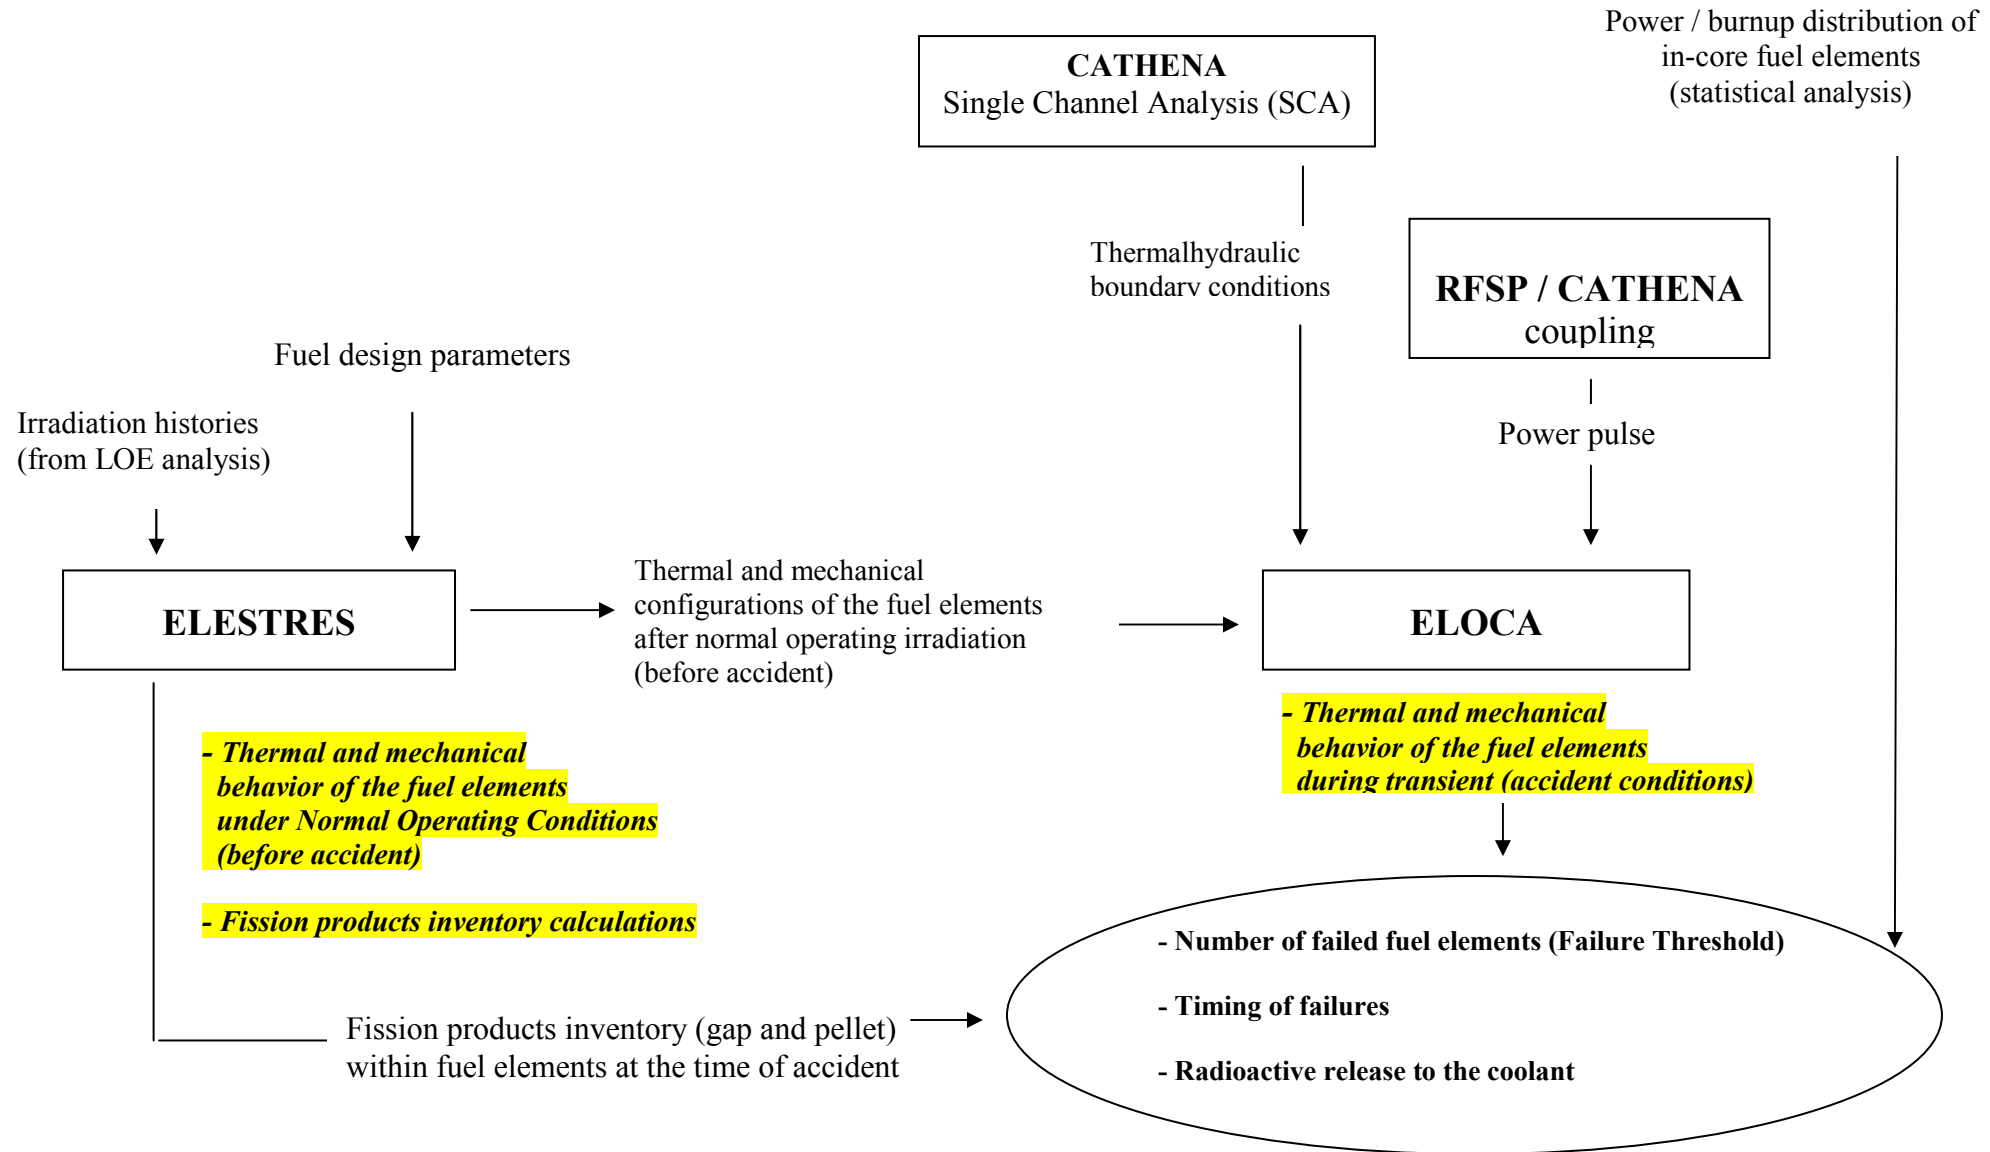 Power / burnup distribution of
in-core fuel elements
(statistical analysis)
CATHENA
Single Channel Analysis (SCA)
Thermalhydraulic
boundary conditions
RFSP / CATHENA
coupling
Power pulse
Fuel design parameters
Irradiation histories
(from LOE analysis)
ELESTRES
Thermal and mechanical
configurations of the fuel elements
after normal operating irradiation
(before accident)
ELOCA
- Thermal and mechanical
behavior of the fuel elements
during transient (accident conditions)
- Thermal and mechanical
behavior of the fuel elements
under Normal Operating Conditions
(before accident)
- Fission products inventory calculations
- Number of failed fuel elements (Failure Threshold)
- Timing of failures
- Radioactive release to the coolant
Fission products inventory (gap and pellet)
within fuel elements at the time of accident